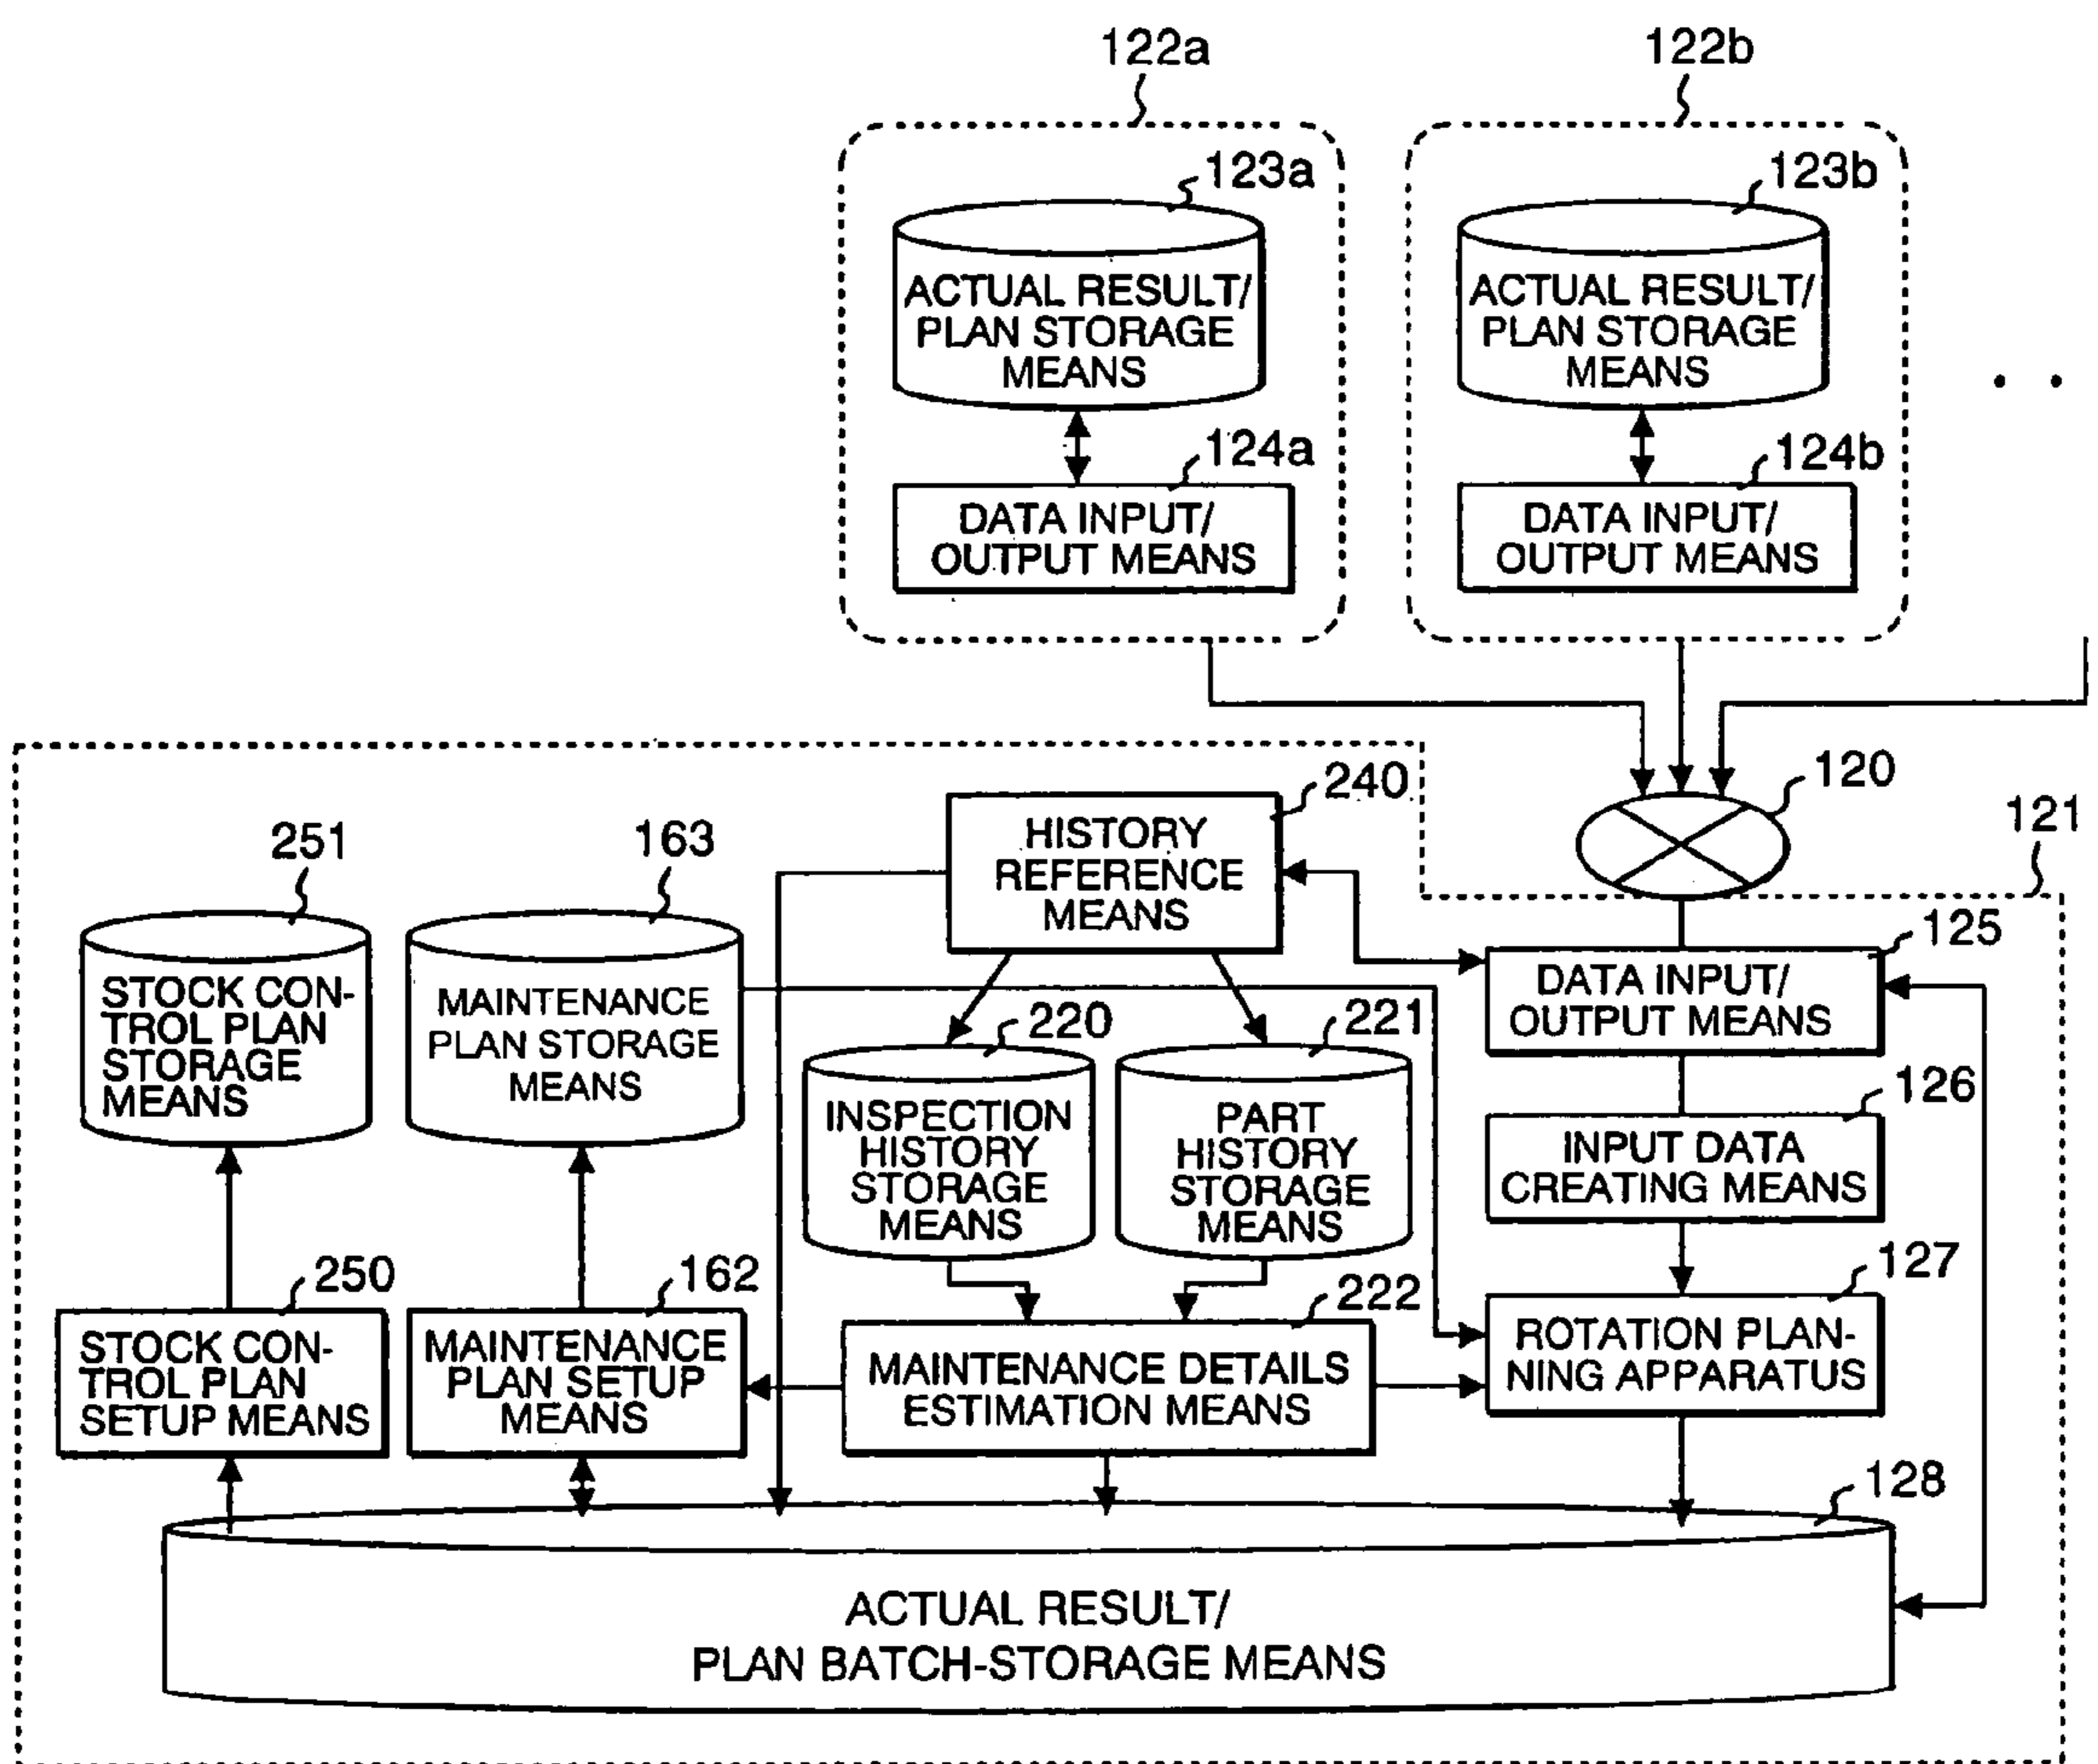 122a
122b
123a
123b
ACTUAL RESULT/
PLAN STORAGE
MEANS
ACTUAL RESULT/
PLAN STORAGE
MEANS
124a
124b
DATA INPUT/
OUTPUT MEANS
DATA INPUT/
OUTPUT MEANS
120
121
240
HISTORY
REFERENCE
MEANS
251
163
STOCK CON-
TROL PLAN
STORAGE
MEANS
MAINTENANCE
PLAN STORAGE
MEANS
125
DATA INPUT/
OUTPUT MEANS
220
221
INSPECTION
HISTORY
STORAGE
MEANS
PART
HISTORY
STORAGE
MEANS
126
INPUT DATA
CREATING MEANS
250
162
222
127
STOCK CON-
TROL PLAN
SETUP MEANS
MAINTENANCE
PLAN SETUP
MEANS
MAINTENANCE DETAILS
ESTIMATION MEANS
ROTATION PLAN-
NING APPARATUS
128
ACTUAL RESULT/
PLAN BATCH-STORAGE MEANS